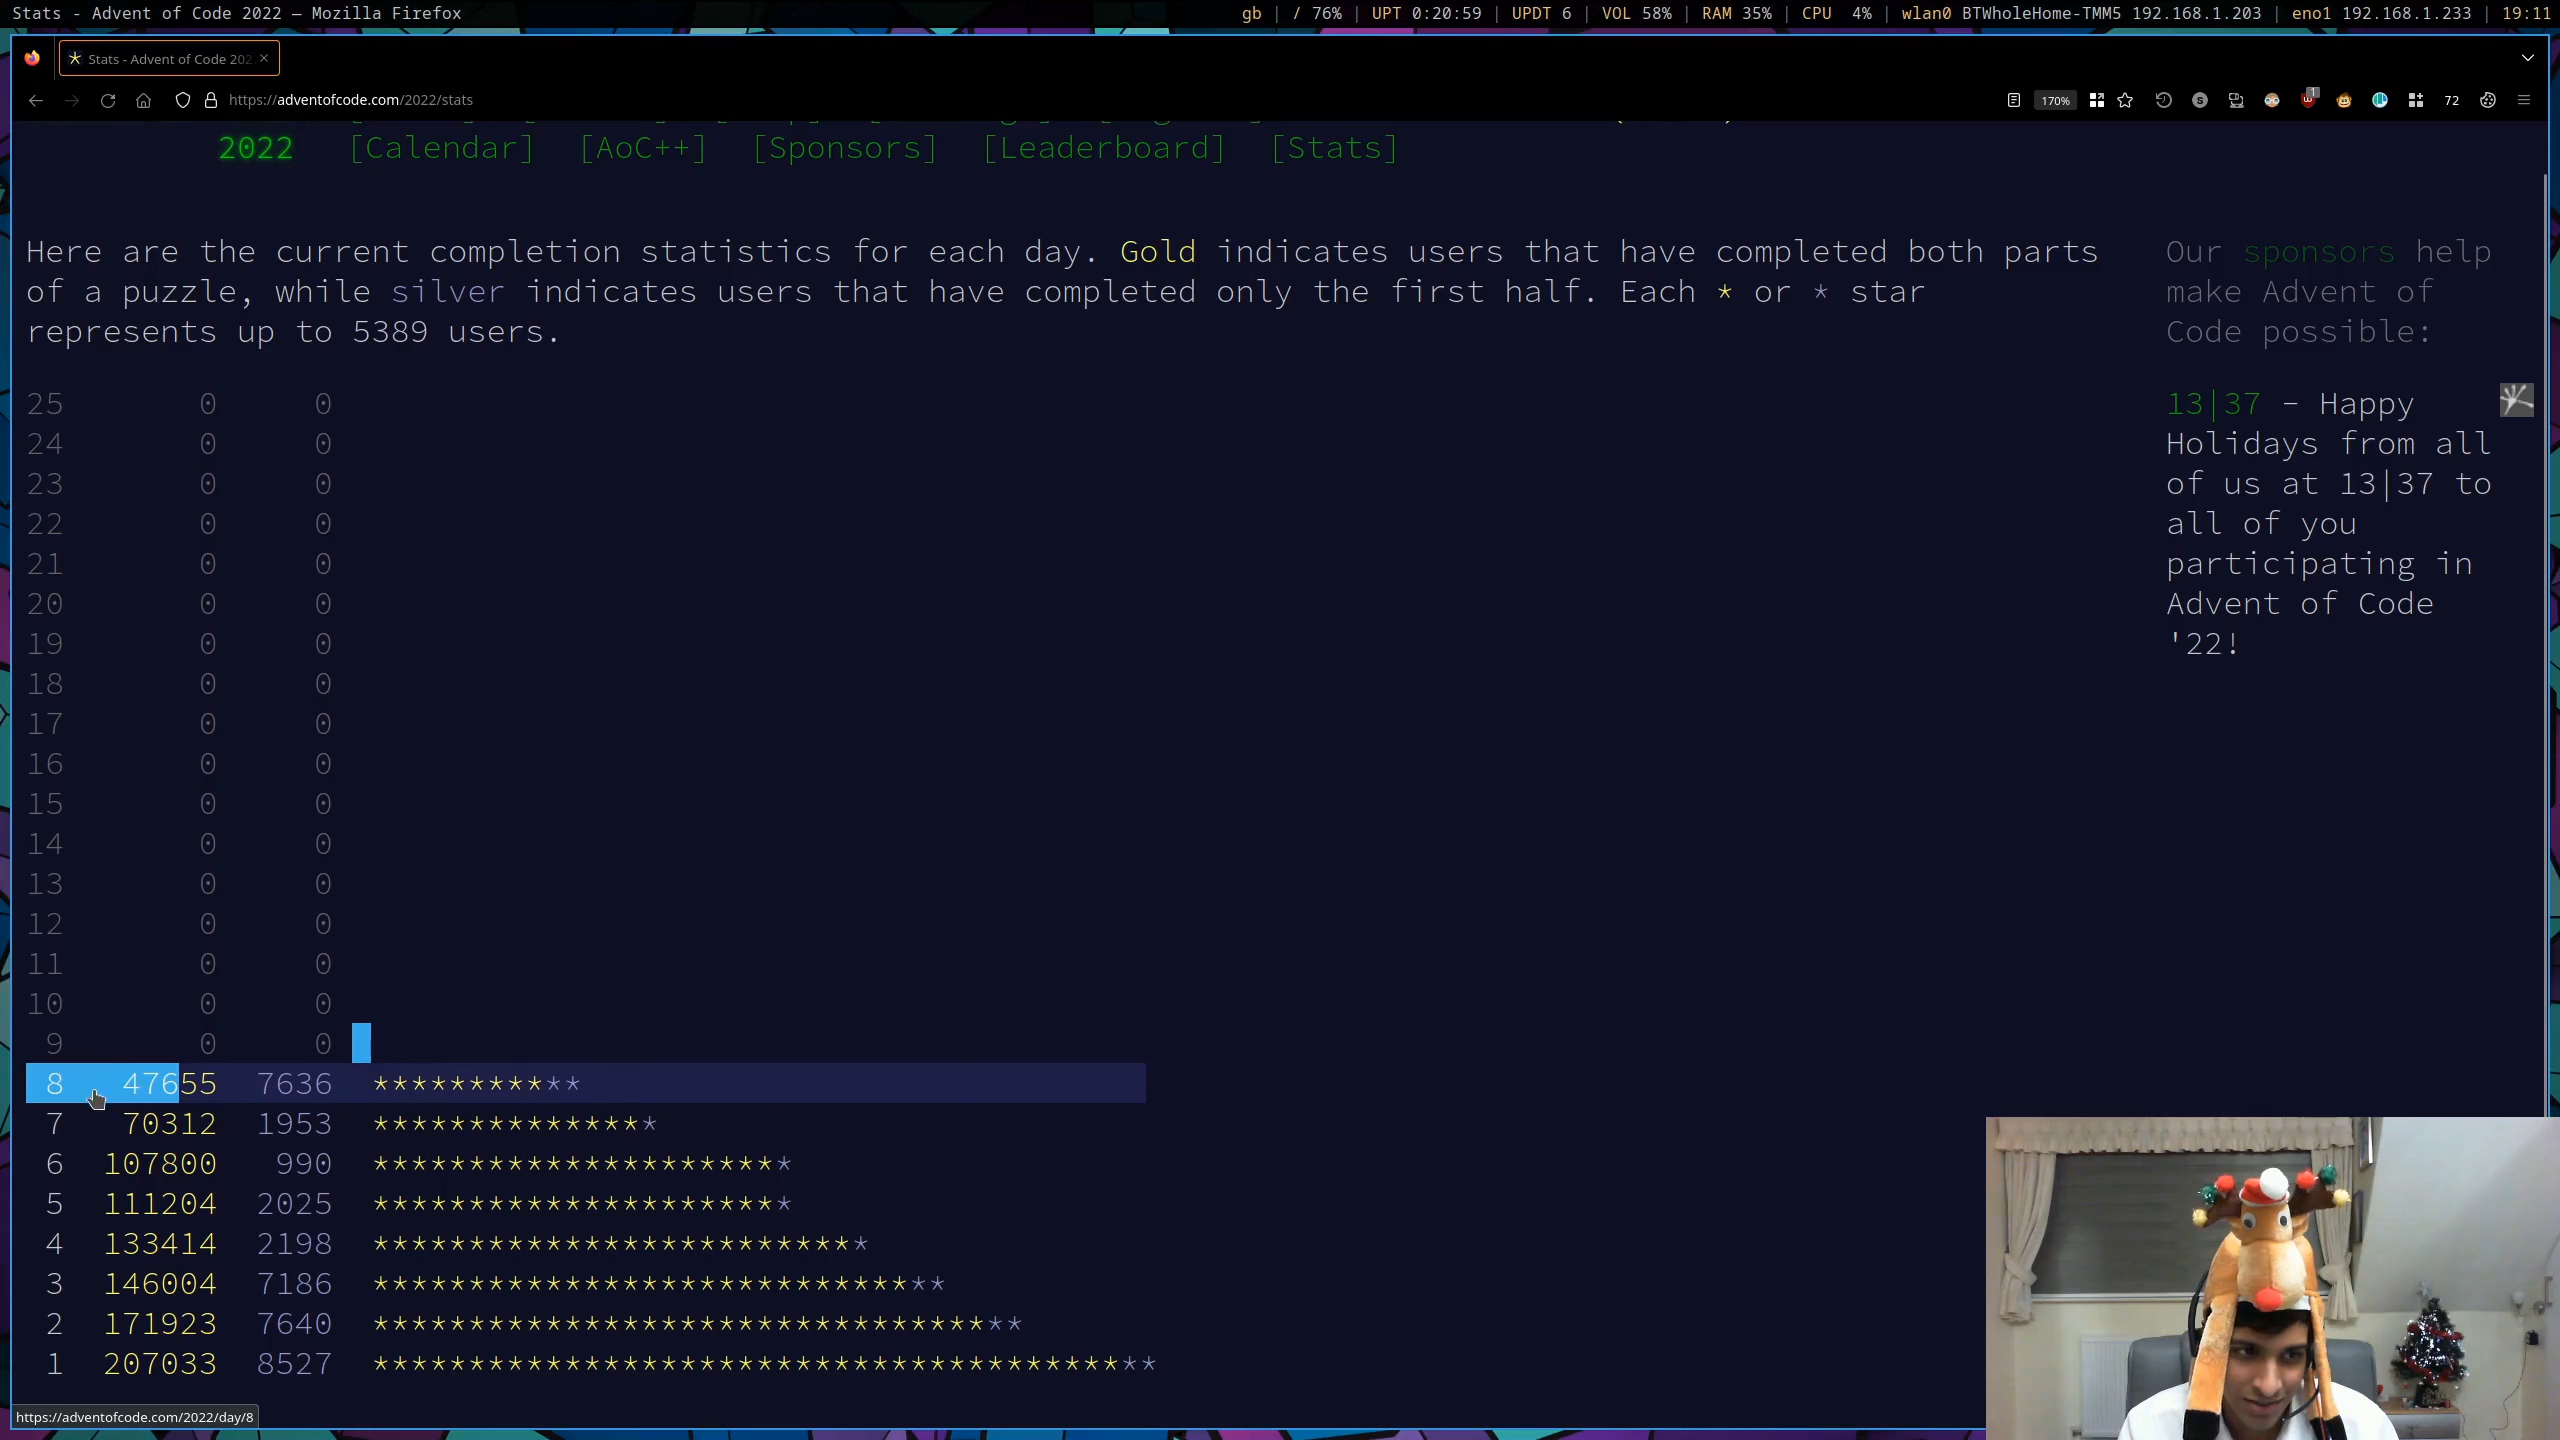 Stats - Advent of Code 2022 — Mozilla Firefox
gb | / 76% | UPT 0:20:59 | UPDT 6 | VOL 58% | RAM 35% | CPU 4% | wlan0 BTWholeHome-TMM5 192.168.1.203 | eno1 192.168.1.233 | 19:11
Stats - Advent of Code 202
https://adventofcode.com/2022/stats
170%
1
72
2022 [Calendar] [AoC++] [Sponsors] [Leaderboard] [Stats]
Here are the current completion statistics for each day. Gold indicates users that have completed both parts
of a puzzle, while silver indicates users that have completed only the first half. Each * or * star
represents up to 5389 users.
25 0 0
24 0 0
23 0 0
22 0 0
21 0 0
20 0 0
19 0 0
18 0 0
17 0 0
16 0 0
15 0 0
14 0 0
13 0 0
12 0 0
11 0 0
10 0 0
9 0 0
8 47655 7636 ***********
7 70312 1953 ***************
6 107800 990 **********************
5 111204 2025 **********************
4 133414 2198 **************************
3 146004 7186 ******************************
2 171923 7640 **********************************
1 207033 8527 *****************************************
Our sponsors help
make Advent of
Code possible:
13|37 - Happy
Holidays from all
of us at 13|37 to
all of you
participating in
Advent of Code
'22!
https://adventofcode.com/2022/day/8